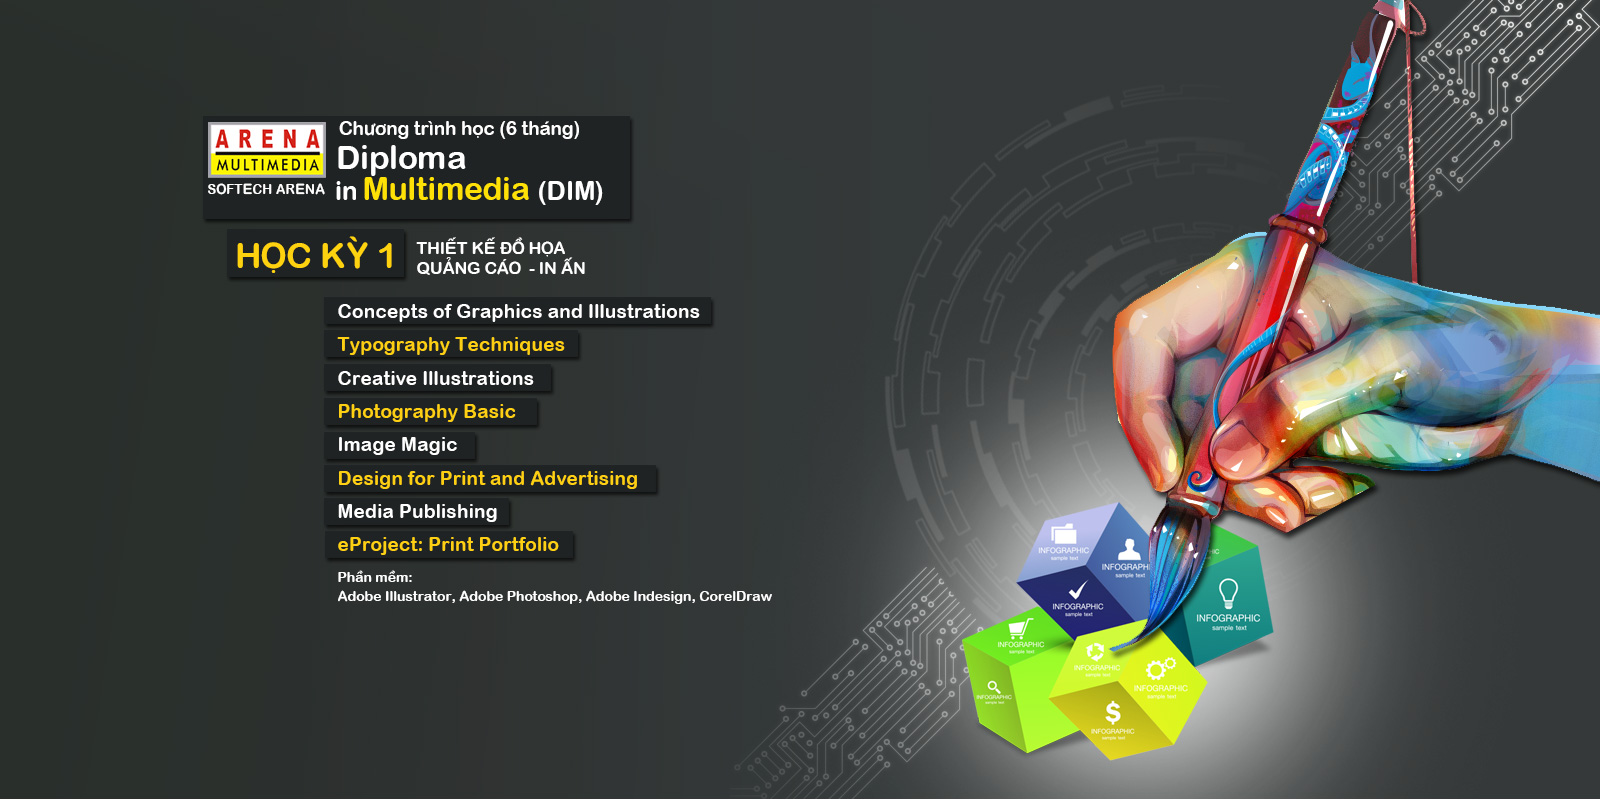 ARENA
MULTIMEDIA
SOFTECH ARENA
Chương trình học (6 tháng)
Diploma
in Multimedia (DIM)
HỌC KỲ 1
THIẾT KẾ ĐỒ HỌA
QUẢNG CÁO - IN ẤN
Concepts of Graphics and Illustrations
Typography Techniques
Creative Illustrations
Photography Basic
Image Magic
Design for Print and Advertising
Media Publishing
eProject: Print Portfolio
Phần mềm:
Adobe Illustrator, Adobe Photoshop, Adobe Indesign, CorelDraw
INFOGRAPHIC
sample text
INFOGRAPHI
sample text
INFOGRAPHIC
sample text
INFOGRAPHIC
sample text
INFOGRAPHIC
sample text
INFOGRAPHIC
sample text
INFOGRAPHIC
sample text
INFOGRAPHIC
sample text
INFOGRAPHIC
sample text